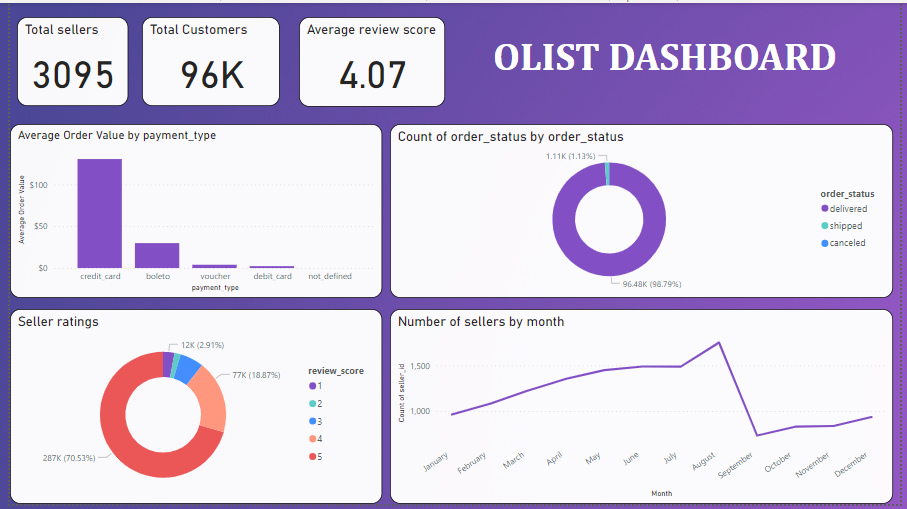 Total sellers
3095
Total Customers
96K
Average review score
4.07
OLIST DASHBOARD
Average Order Value by payment_type
Average Order Value
$100
$50
$0
credit_card boleto voucher debit_card not_defined
payment_type
Count of order_status by order_status
1.11K (1.13%)
96.48K (98.79%)
order_status
delivered
shipped
canceled
Seller ratings
12K (2.91%)
77K (18.87%)
287K (70.53%)
review_score
1
2
3
4
5
Number of sellers by month
Count of seller_id
1,500
1,000
January February March April May June July August September October November December
Month